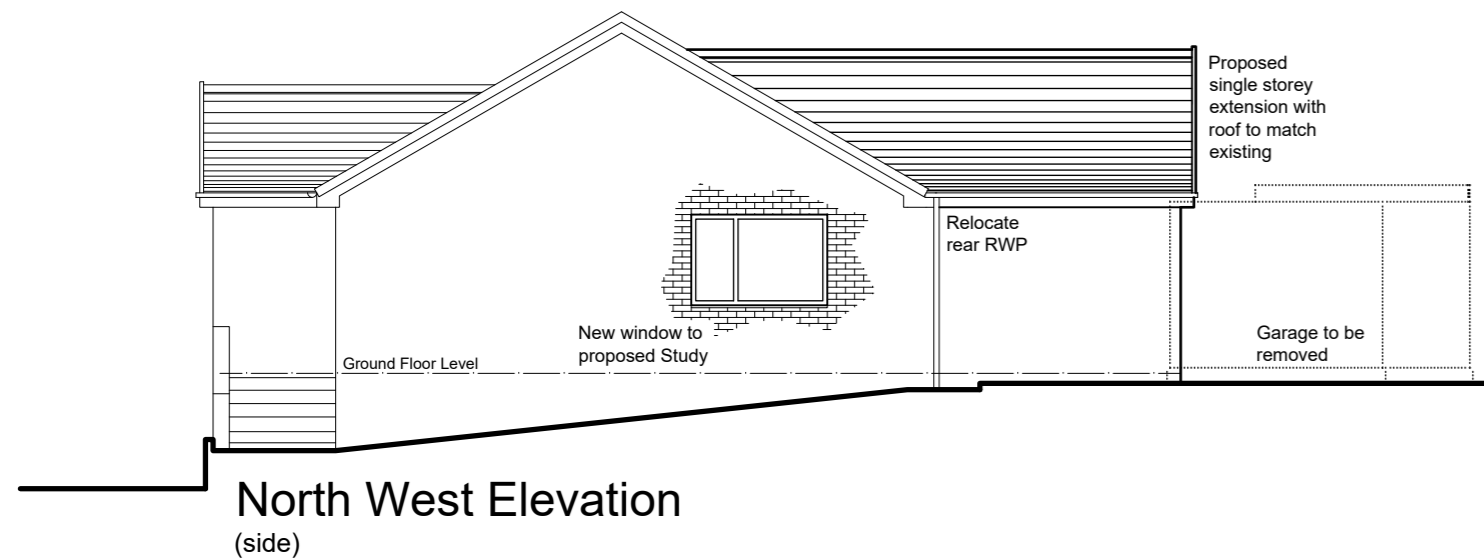 Proposed
single storey
extension with
roof to match
existing
Relocate
rear RWP
New window to
proposed Study
Ground Floor Level
Garage to be
removed
North West Elevation
(side)